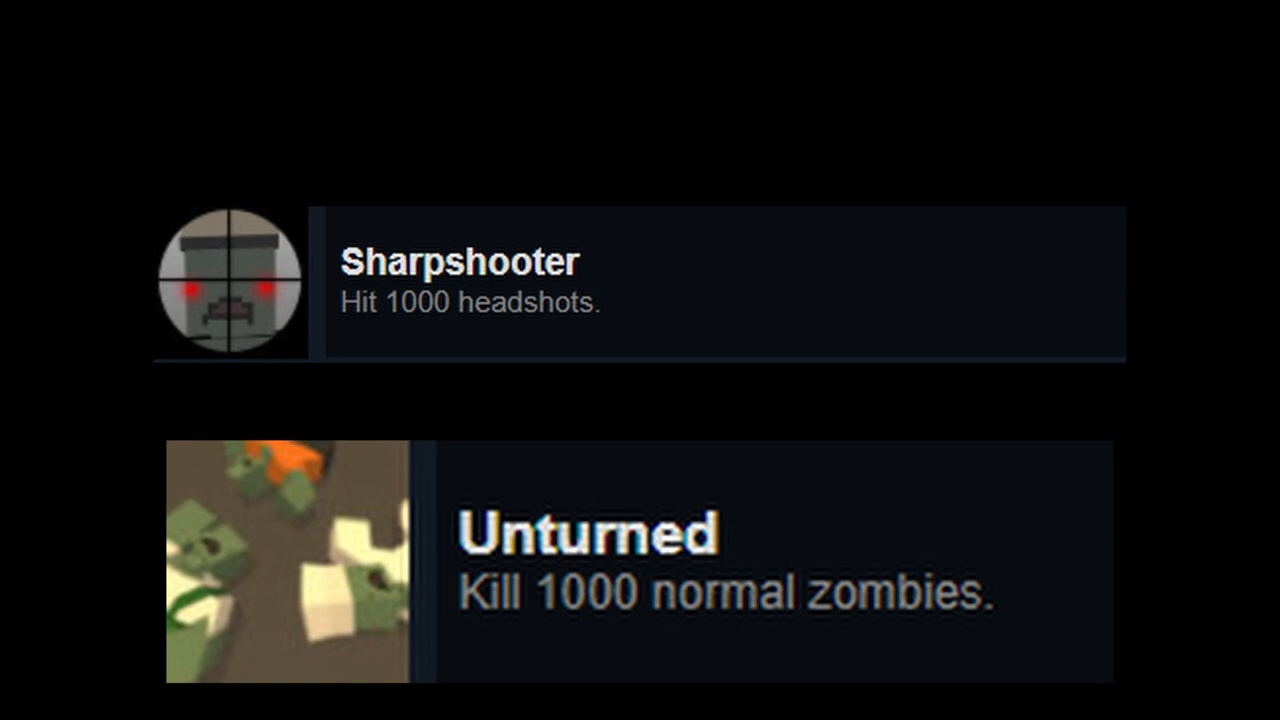 Sharpshooter
Hit 1000 headshots.
Unturned
Kill 1000 normal zombies.